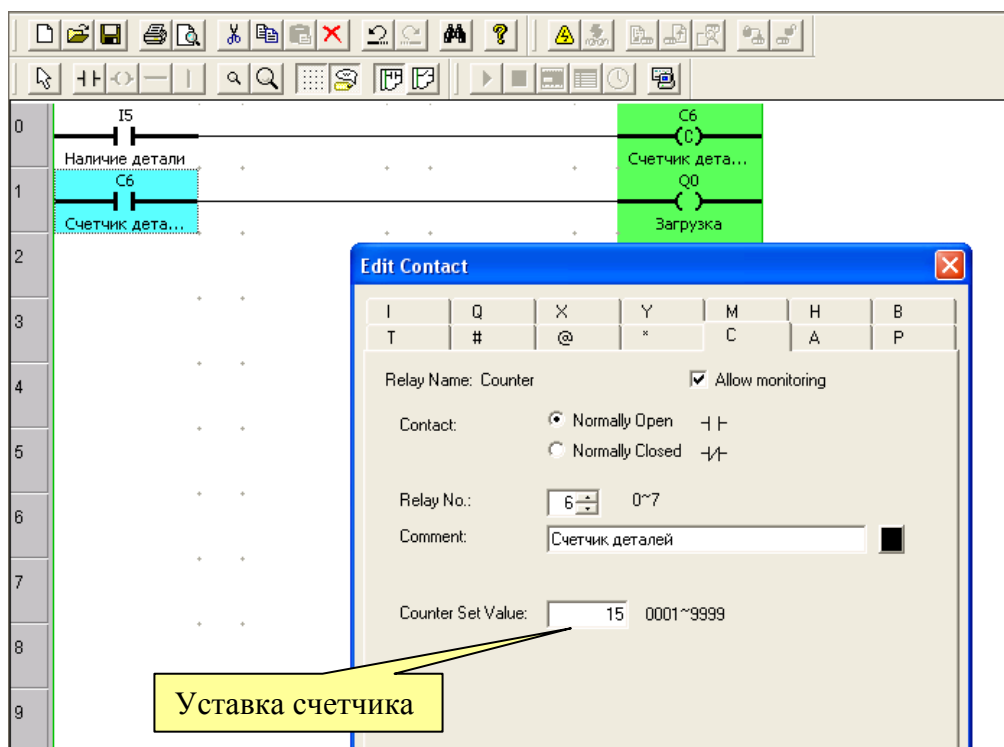 0
I5
Наличие детали
C6
(C)
Счетчик дета...
1
C6
Счетчик дета...
Q0
Загрузка
2
3
4
5
6
7
8
9
Edit Contact
I Q X Y M H B
T # @ * C A P
Relay Name: Counter
Allow monitoring
Contact:
Normally Open
Normally Closed
Relay No.: 6 0~7
Comment: Счетчик деталей
Counter Set Value: 15 0001~9999
Уставка счетчика